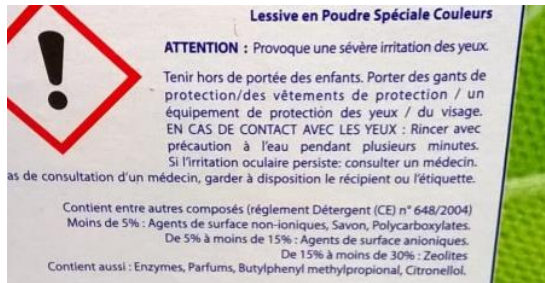 Lessive en Poudre Spéciale Couleurs
ATTENTION : Provoque une sévère irritation des yeux.
Tenir hors de portée des enfants. Porter des gants de
protection/des vêtements de protection / un
équipement de protection des yeux / du visage.
EN CAS DE CONTACT AVEC LES YEUX : Rincer avec
précaution à l'eau pendant plusieurs minutes.
Si l'irritation oculaire persiste: consulter un médecin.
as de consultation d'un médecin, garder à disposition le récipient ou l'étiquette.
Contient entre autres composés (réglement Détergent (CE) n° 648/2004)
Moins de 5% : Agents de surface non-ioniques, Savon, Polycarboxylates.
De 5% à moins de 15% : Agents de surface anioniques.
De 15% à moins de 30% : Zeolites
Contient aussi : Enzymes, Parfums, Butylphenyl methylpropional, Citronellol.